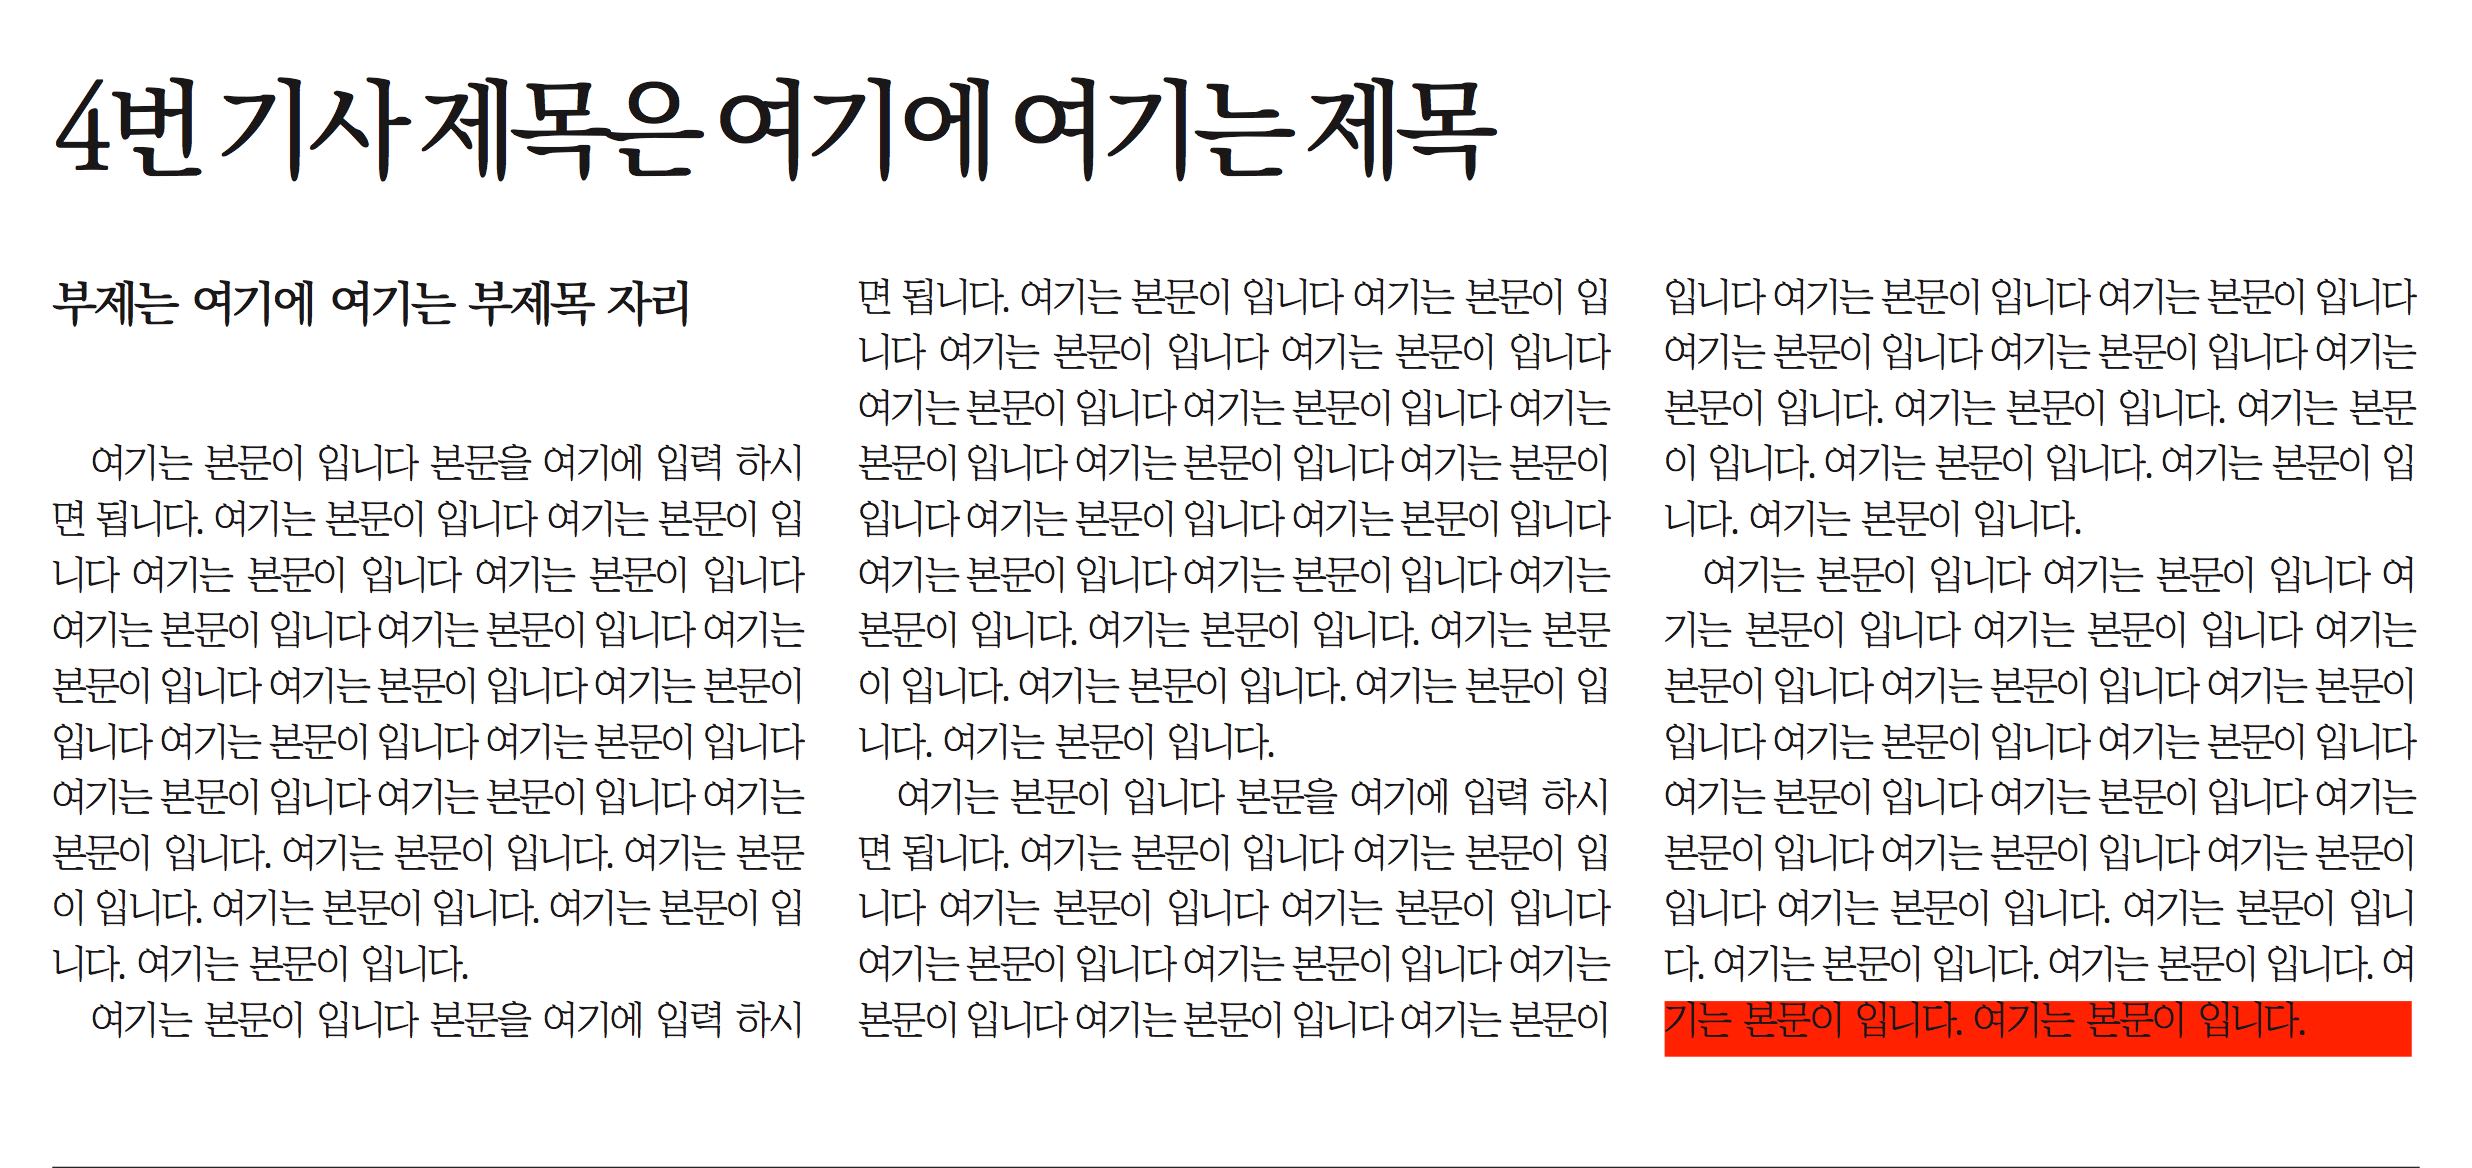 4번 기사 제목은 여기에 여기는 제목
부제는 여기에 여기는 부제목 자리
여기는 본문이 입니다 본문을 여기에 입력 하시
면 됩니다. 여기는 본문이 입니다 여기는 본문이 입
니다 여기는 본문이 입니다 여기는 본문이 입니다
여기는 본문이 입니다 여기는 본문이 입니다 여기는
본문이 입니다 여기는 본문이 입니다 여기는 본문이
입니다 여기는 본문이 입니다 여기는 본문이 입니다
여기는 본문이 입니다 여기는 본문이 입니다 여기는
본문이 입니다. 여기는 본문이 입니다. 여기는 본문
이 입니다. 여기는 본문이 입니다. 여기는 본문이 입
니다. 여기는 본문이 입니다.
여기는 본문이 입니다 본문을 여기에 입력 하시
면 됩니다. 여기는 본문이 입니다 여기는 본문이 입
니다 여기는 본문이 입니다 여기는 본문이 입니다
여기는 본문이 입니다 여기는 본문이 입니다 여기는
본문이 입니다 여기는 본문이 입니다 여기는 본문이
입니다 여기는 본문이 입니다 여기는 본문이 입니다
여기는 본문이 입니다 여기는 본문이 입니다 여기는
본문이 입니다. 여기는 본문이 입니다. 여기는 본문
이 입니다. 여기는 본문이 입니다. 여기는 본문이 입
니다. 여기는 본문이 입니다.
여기는 본문이 입니다 본문을 여기에 입력 하시
면 됩니다. 여기는 본문이 입니다 여기는 본문이 입
니다 여기는 본문이 입니다 여기는 본문이 입니다
여기는 본문이 입니다 여기는 본문이 입니다 여기는
본문이 입니다 여기는 본문이 입니다 여기는 본문이
입니다 여기는 본문이 입니다 여기는 본문이 입니다
여기는 본문이 입니다 여기는 본문이 입니다 여기는
본문이 입니다. 여기는 본문이 입니다. 여기는 본문
이 입니다. 여기는 본문이 입니다. 여기는 본문이 입
니다. 여기는 본문이 입니다.
여기는 본문이 입니다 여기는 본문이 입니다 여
기는 본문이 입니다 여기는 본문이 입니다 여기는
본문이 입니다 여기는 본문이 입니다 여기는 본문이
입니다 여기는 본문이 입니다 여기는 본문이 입니다
여기는 본문이 입니다 여기는 본문이 입니다 여기는
본문이 입니다 여기는 본문이 입니다 여기는 본문이
입니다 여기는 본문이 입니다. 여기는 본문이 입니
다. 여기는 본문이 입니다. 여기는 본문이 입니다. 여
기는 본문이 입니다. 여기는 본문이 입니다.